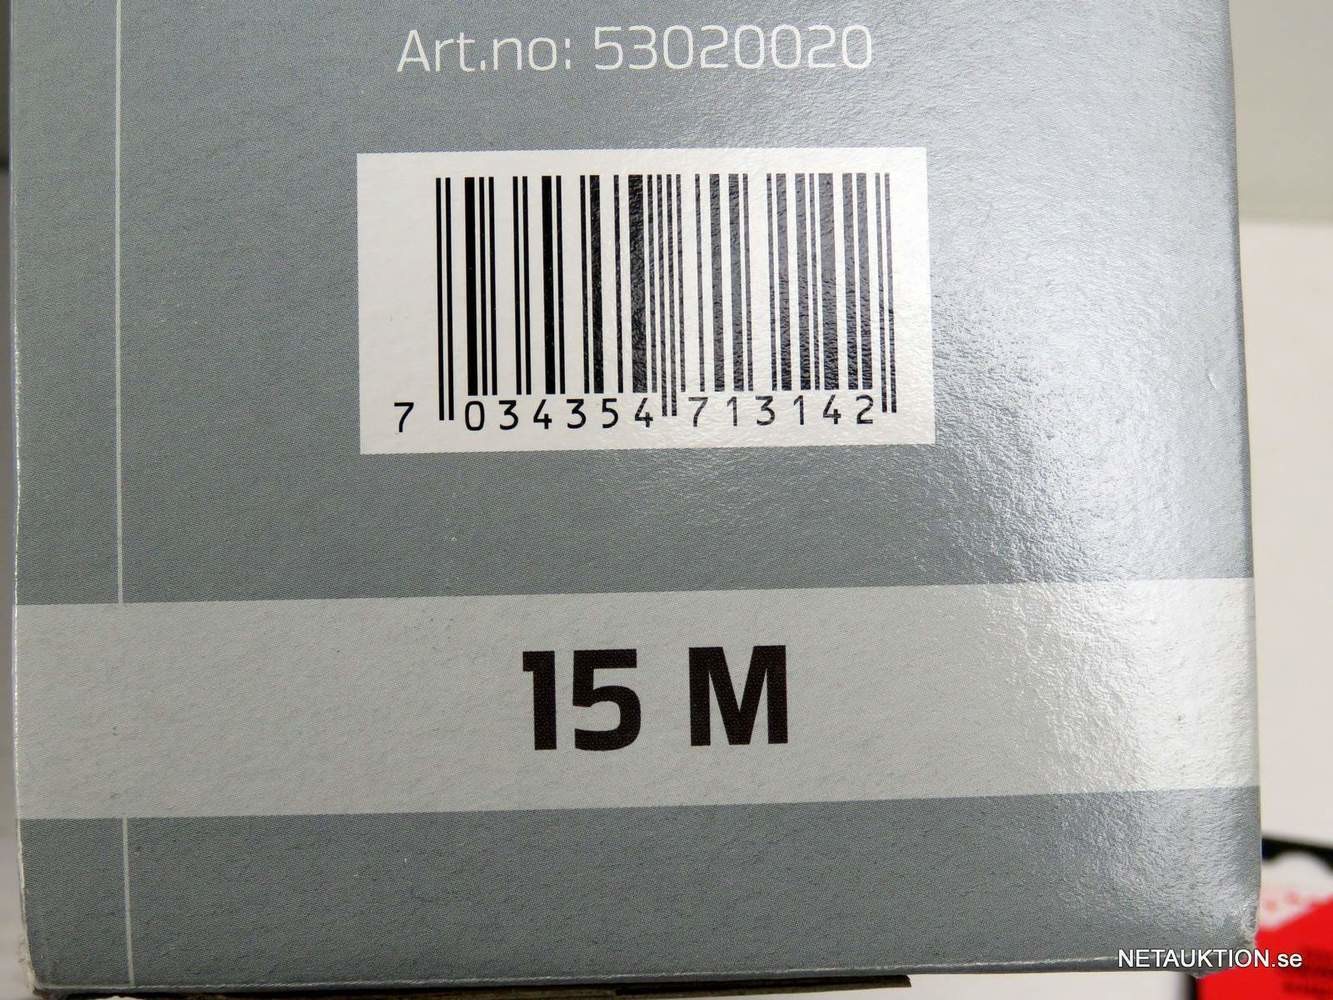 Art.no: 53020020
7 034354 713142
15 M
NETAUKTION.se